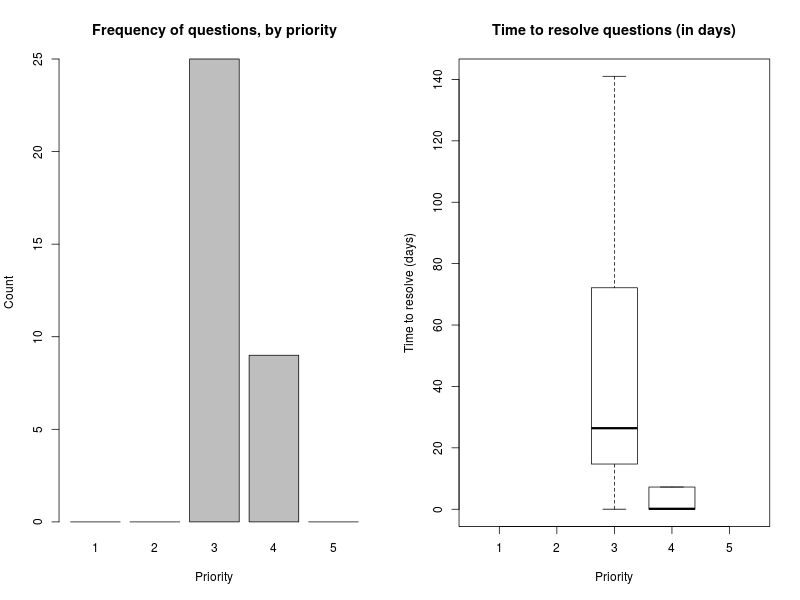 Frequency of questions, by priority
Count
25
20
15
10
5
0
1 2 3 4 5
Priority
Time to resolve questions (in days)
Time to resolve (days)
140
120
100
80
60
40
20
0
1 2 3 4 5
Priority